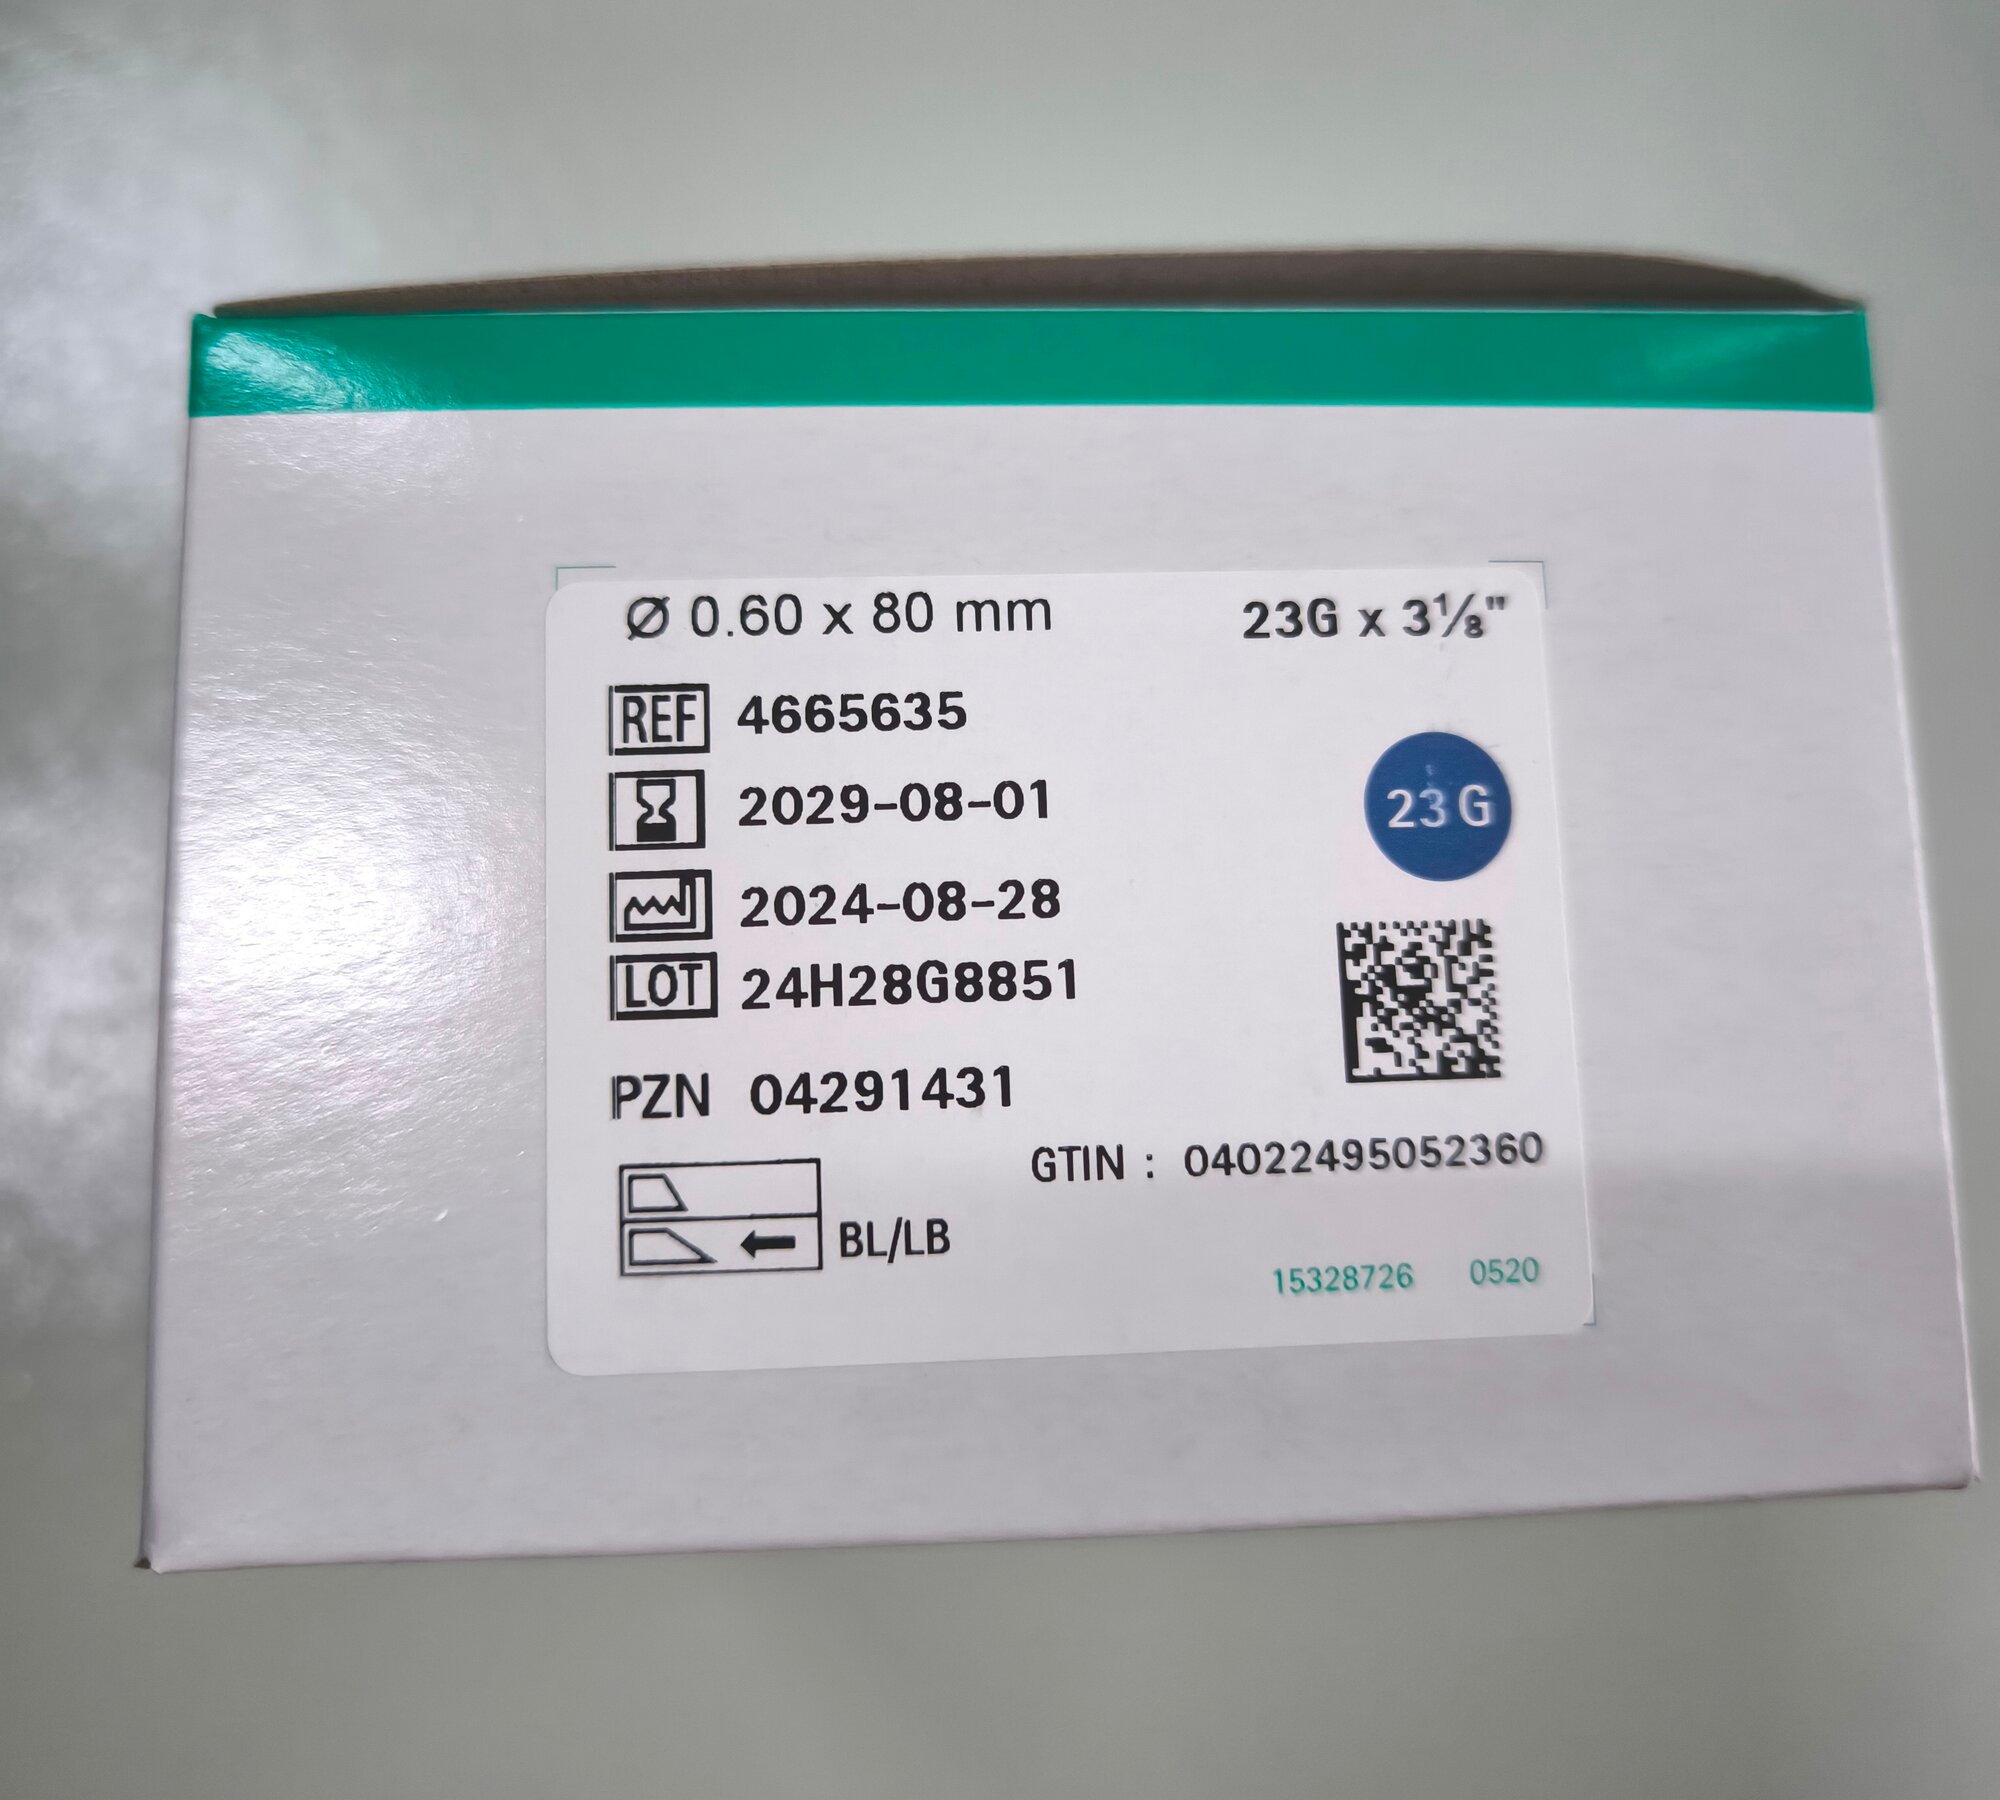 Ø 0.60 x 80 mm
23G x 3⅛"
REF 4665635
2029-08-01
23G
2024-08-28
LOT 24H28G8851
PZN 04291431
GTIN : 04022495052360
BL/LB
15328726 0520